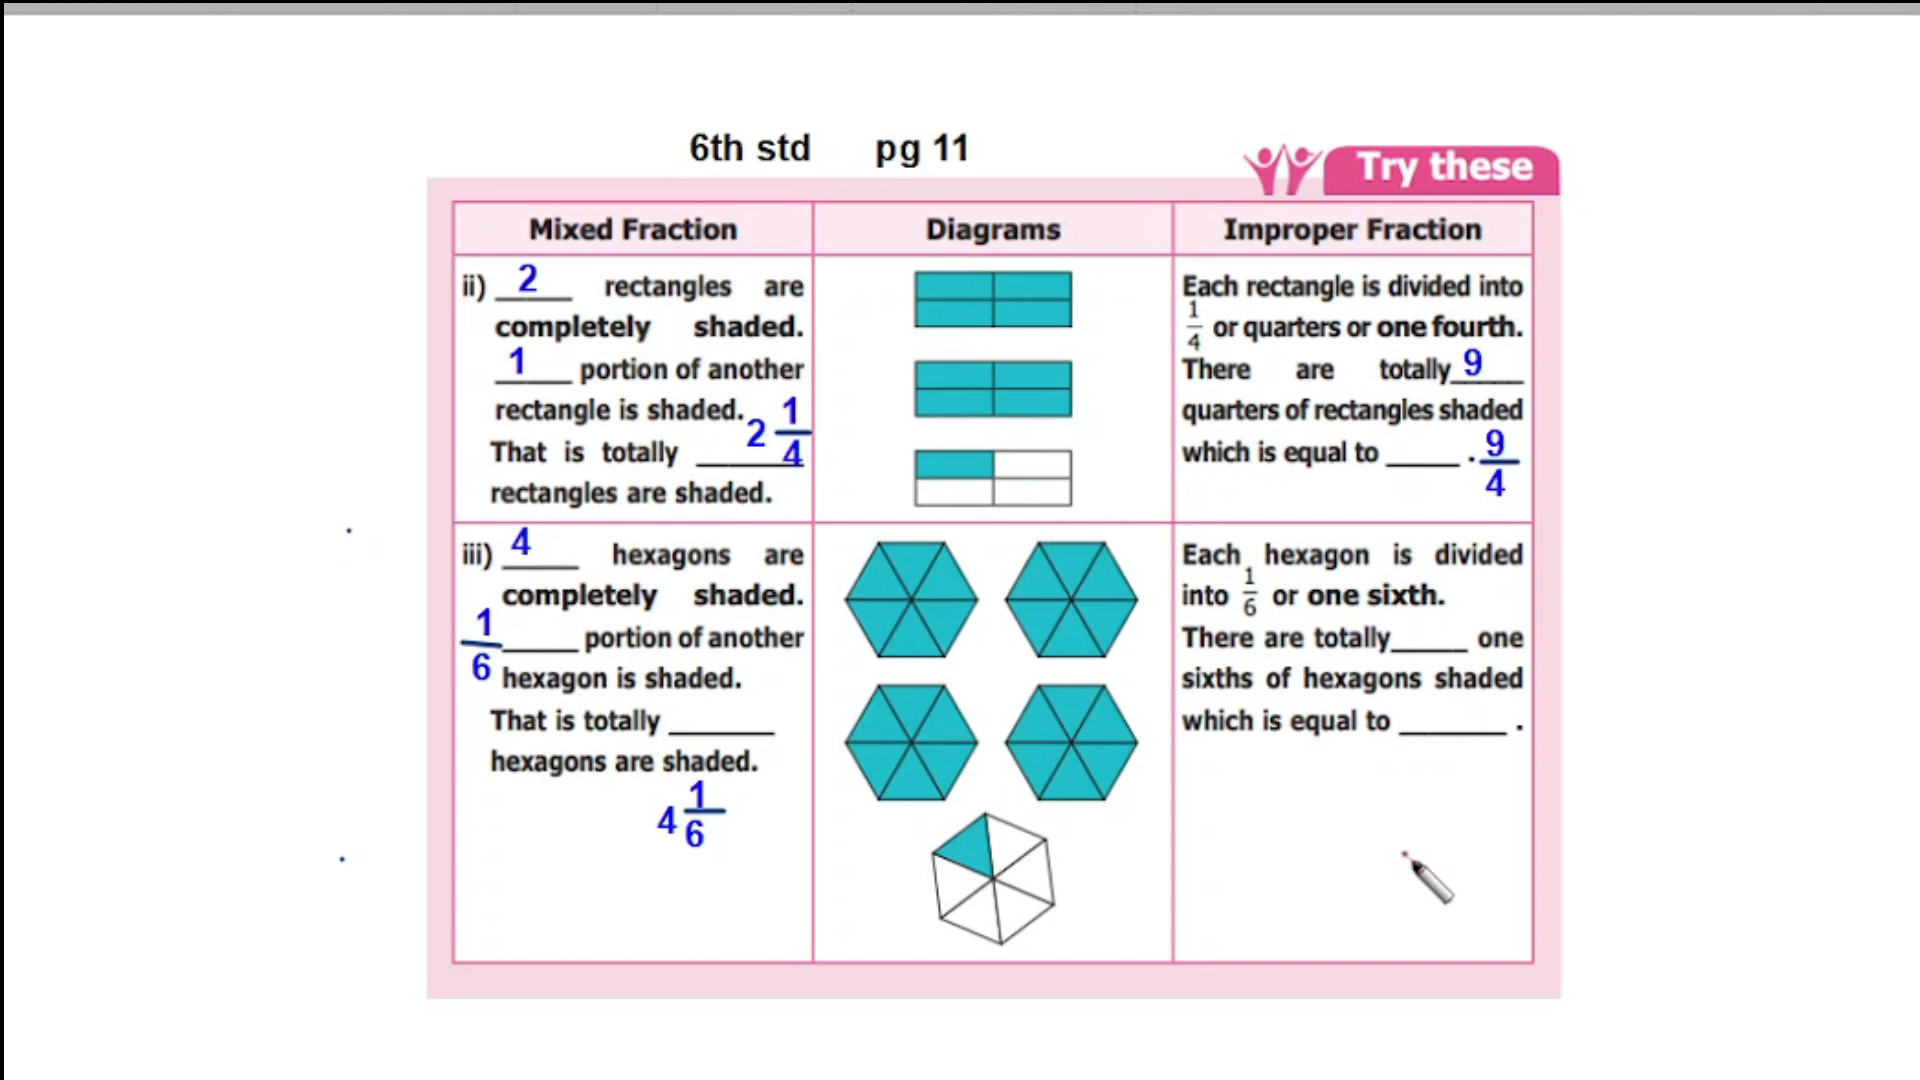 6th std pg 11
Try these
Mixed Fraction
Diagrams
Improper Fraction
ii) 2 rectangles are
completely shaded.
1 portion of another
rectangle is shaded.
That is totally 2 1/4
rectangles are shaded.
Each rectangle is divided into
1/4 or quarters or one fourth.
There are totally 9
quarters of rectangles shaded
which is equal to _____ . 9/4
iii) 4 hexagons are
completely shaded.
1/6 _____ portion of another
hexagon is shaded.
That is totally _______
hexagons are shaded.
4 1/6
Each hexagon is divided
into 1/6 or one sixth.
There are totally_____ one
sixths of hexagons shaded
which is equal to _______ .